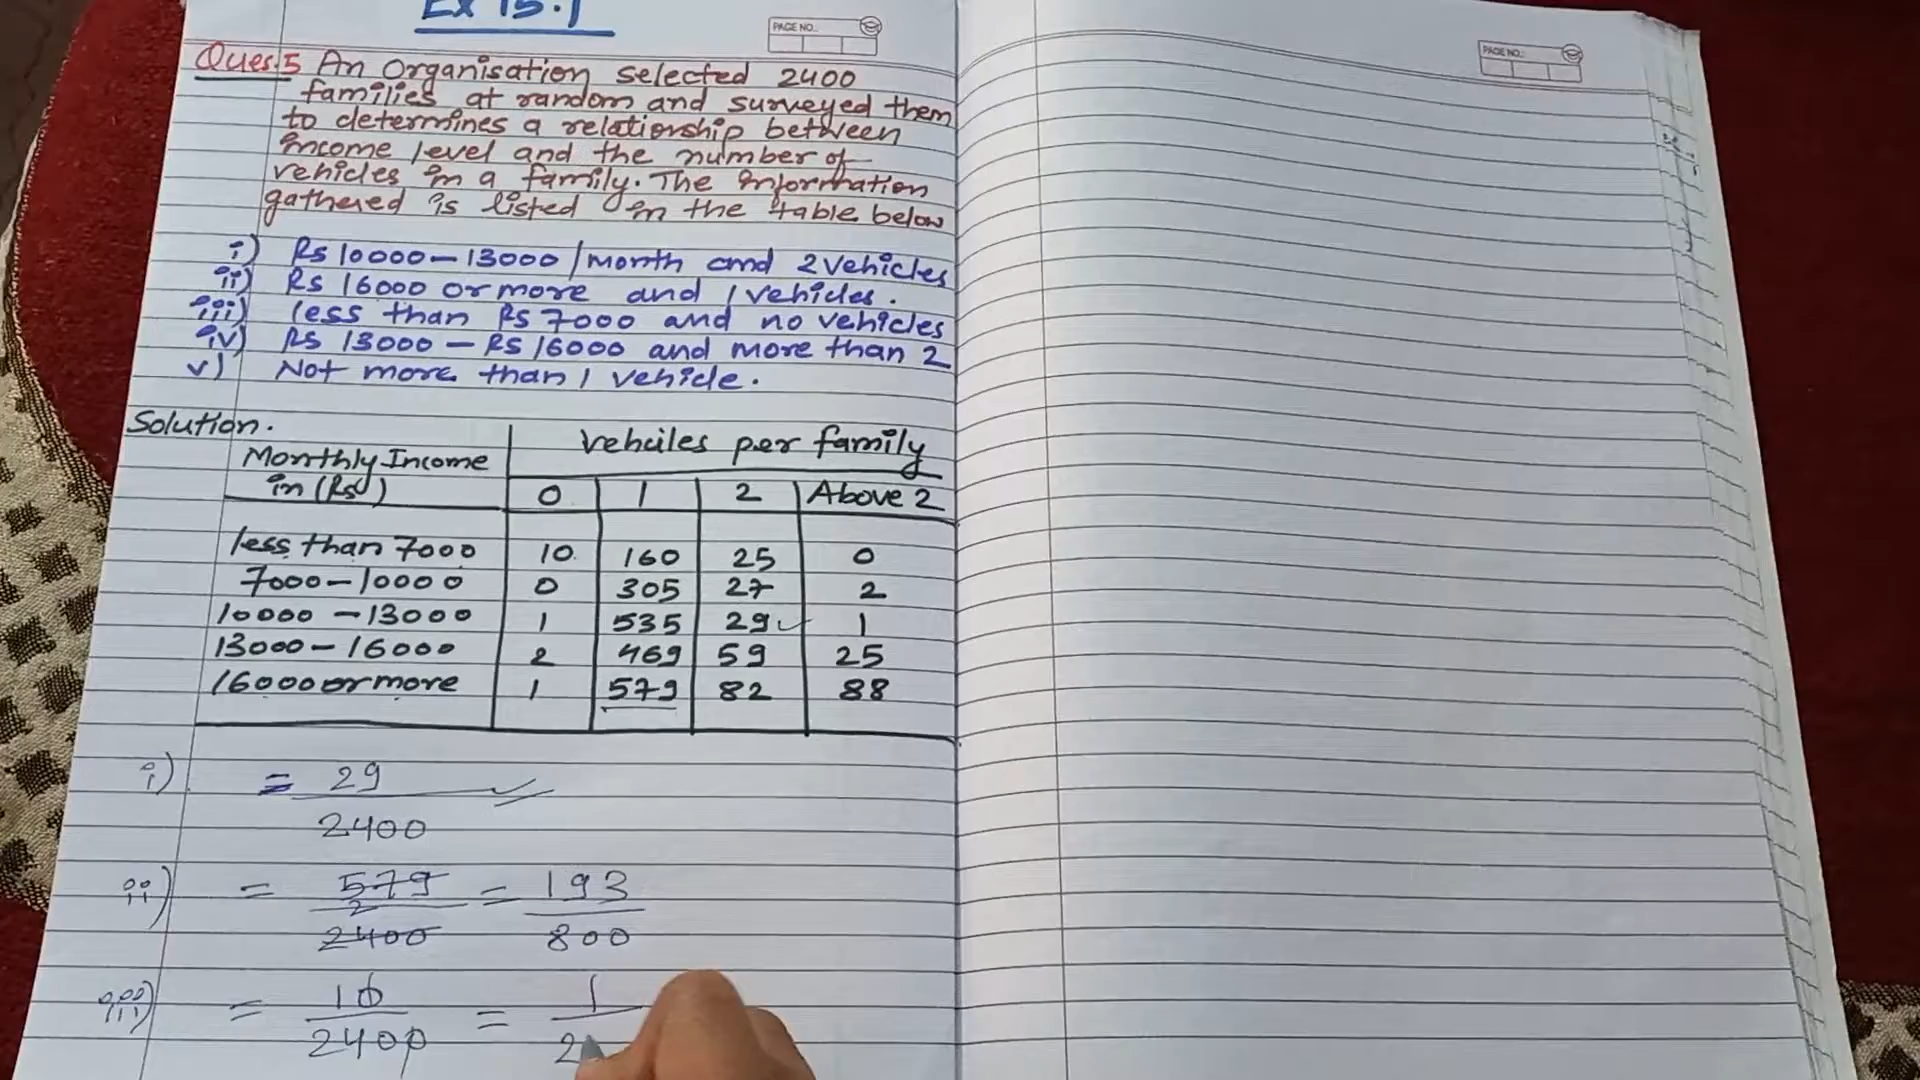 Ex 15.1
PAGE NO.:
PAGE NO.:
Ques.5 An Organisation selected 2400
families at random and surveyed them
to determines a relationship between
income level and the number of
vehicles in a family. The information
gathered is listed in the table below
i) Rs 10000-13000/month and 2 vehicles
ii) Rs 16000 or more and 1 vehicles.
iii) less than Rs 7000 and no vehicles
iv) Rs 13000 - Rs 16000 and more than 2
v) Not more than 1 vehicle.
Solution.
Monthly Income in (Rs) vehciles per family
0 1 2 Above 2
less than 7000 10 160 25 0
7000-10000 0 305 27 2
10000-13000 1 535 29 1
13000-16000 2 469 59 25
16000 or more 1 579 82 88
i) = 29
2400
ii) = 579 = 193
2400 800
iii) = 10 = 1
2400 2